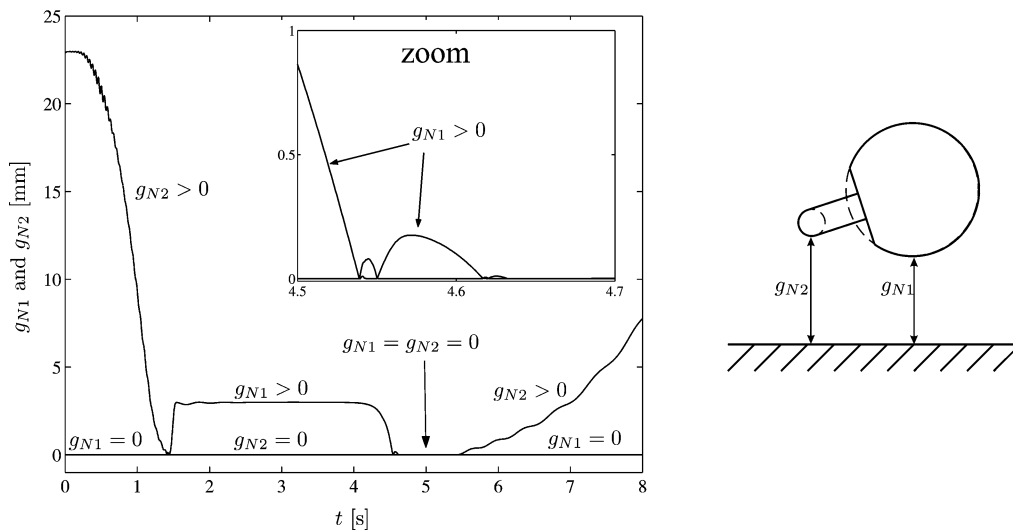 25
20
15
10
5
0
g_{N1} and g_{N2} [mm]
0 1 2 3 4 5 6 7 8
t [s]
g_{N2} > 0
g_{N1} = 0
g_{N1} > 0
g_{N2} = 0
g_{N1} = g_{N2} = 0
g_{N2} > 0
g_{N1} = 0
zoom
g_{N1} > 0
1
0.5
0
4.5 4.6 4.7
g_{N2}
g_{N1}